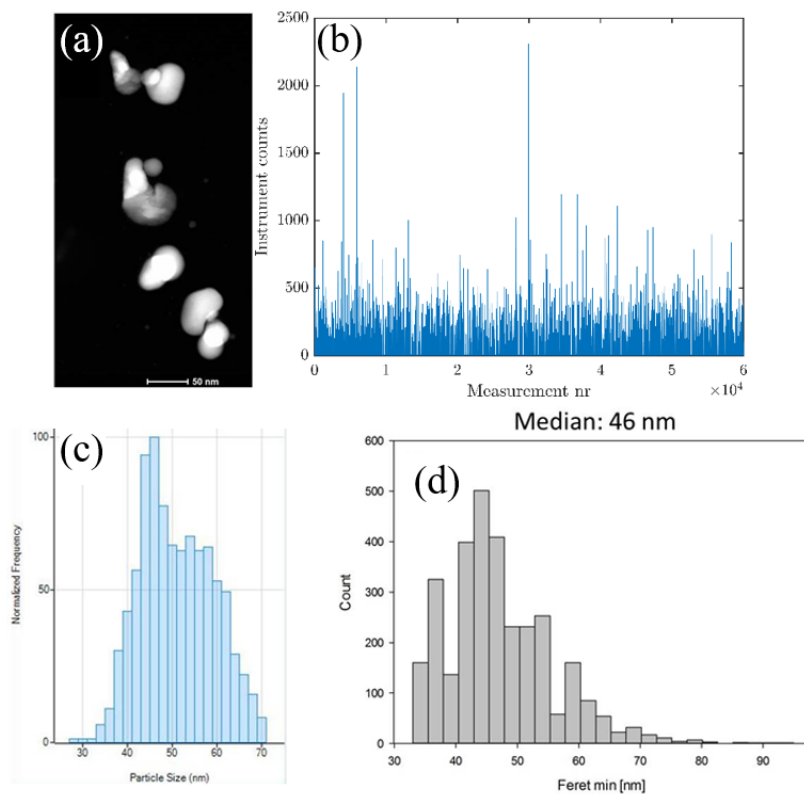 (a)
50 nm
(b)
Instrument counts
2500
2000
1500
1000
500
0
0 1 2 3 4 5 6
Measurement nr
×10⁴
(c)
Normalized Frequency
100
50
0
30 40 50 60 70
Particle Size (nm)
Median: 46 nm
(d)
Count
600
500
400
300
200
100
0
30 40 50 60 70 80 90
Feret min [nm]